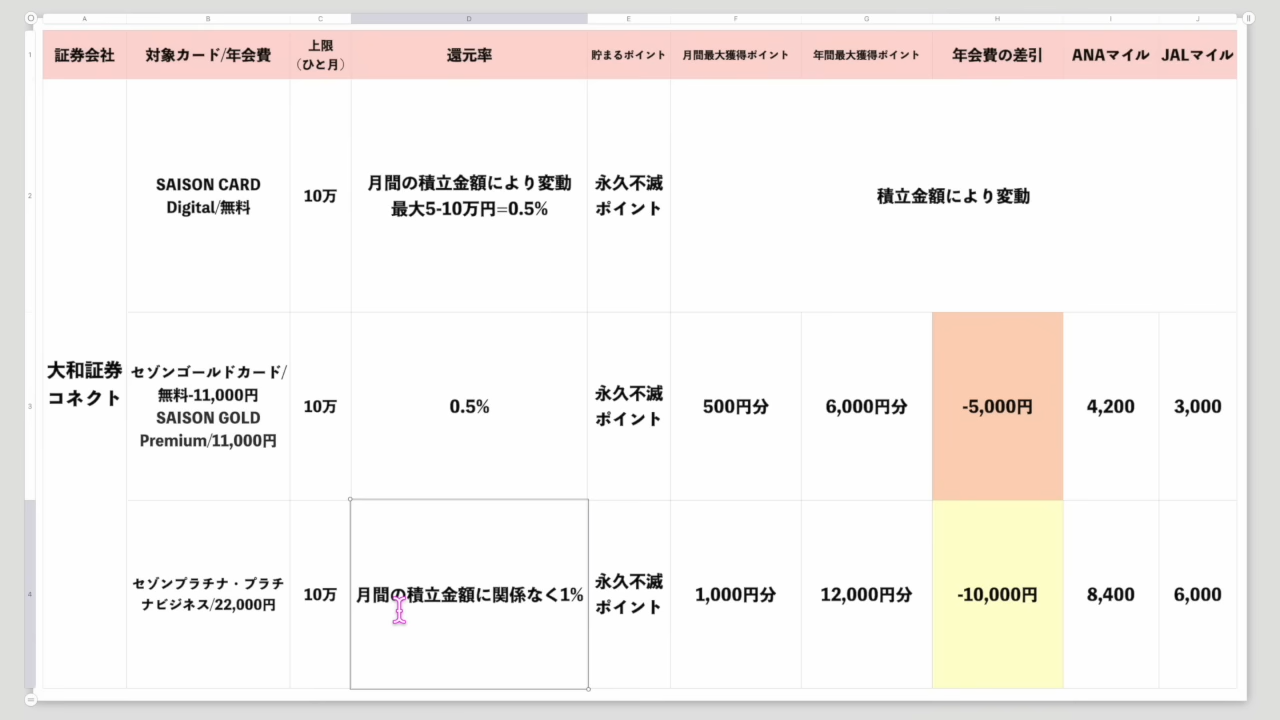 A B C D E F G H I J
1
証券会社
対象カード/年会費
上限
（ひと月）
還元率
貯まるポイント
月間最大獲得ポイント
年間最大獲得ポイント
年会費の差引
ANAマイル
JALマイル
2
SAISON CARD
Digital/無料
10万
月間の積立金額により変動
最大5-10万円=0.5%
永久不滅
ポイント
積立金額により変動
大和証券
コネクト
3
セゾンゴールドカード/
無料-11,000円
SAISON GOLD
Premium/11,000円
10万
0.5%
永久不滅
ポイント
500円分
6,000円分
-5,000円
4,200
3,000
4
セゾンプラチナ・プラチ
ナビジネス/22,000円
10万
月間の積立金額に関係なく1%
永久不滅
ポイント
1,000円分
12,000円分
-10,000円
8,400
6,000